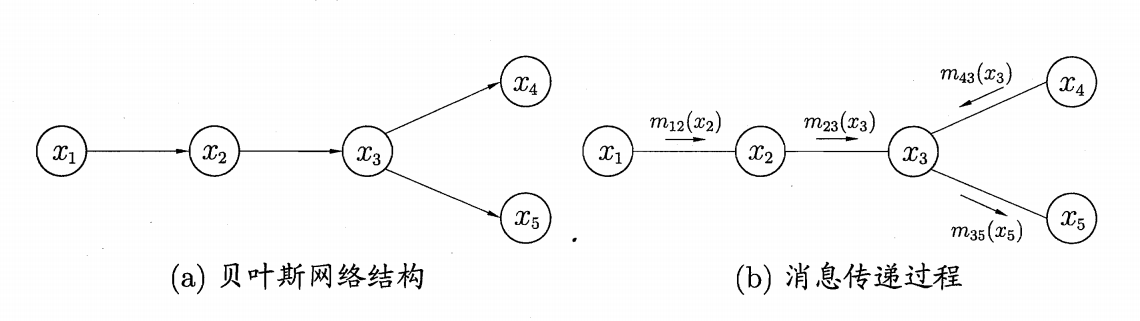 x₁
x₂
x₃
x₄
x₅
(a) 贝叶斯网络结构
x₁
m₁₂(x₂)
x₂
m₂₃(x₃)
x₃
m₄₃(x₃)
x₄
m₃₅(x₅)
x₅
(b) 消息传递过程